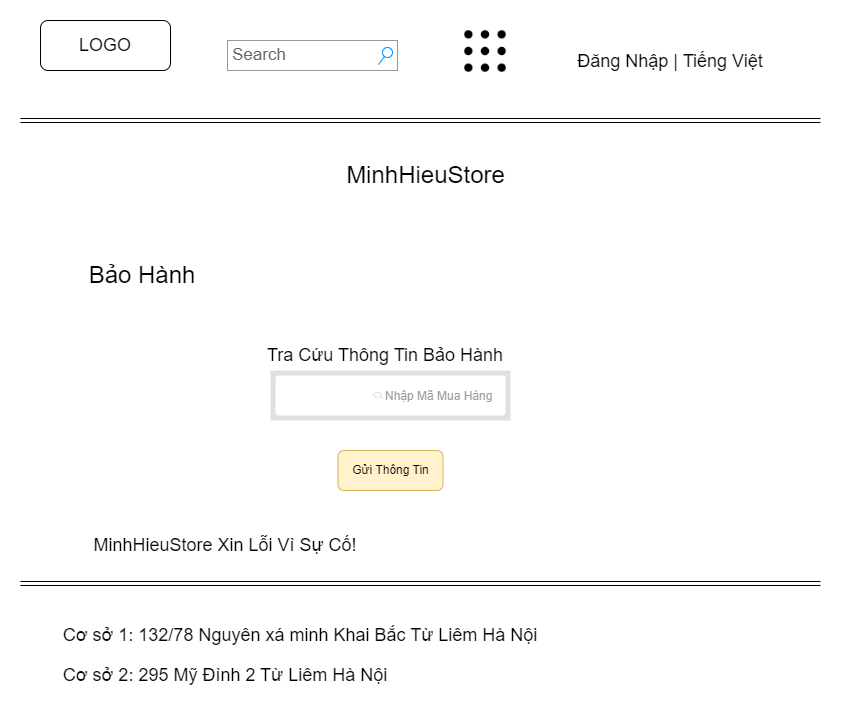 LOGO
Search
Đăng Nhập | Tiếng Việt
MinhHieuStore
Bảo Hành
Tra Cứu Thông Tin Bảo Hành
Nhập Mã Mua Háng
Gửi Thông Tin
MinhHieuStore Xin Lỗi Vì Sự Cố!
Cơ sở 1: 132/78 Nguyên xá minh Khai Bắc Từ Liêm Hà Nội
Cơ sở 2: 295 Mỹ Đình 2 Từ Liêm Hà Nội